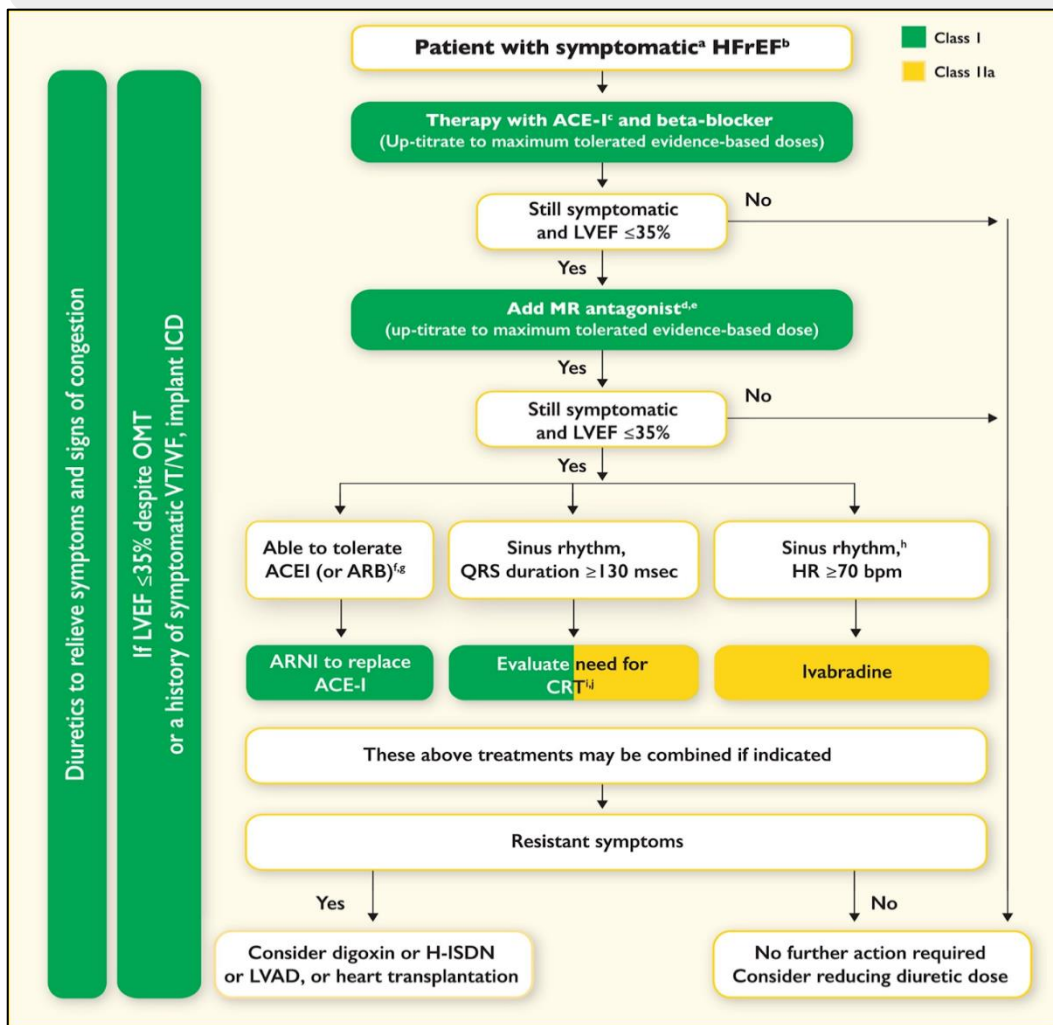 Patient with symptomaticᵃ HFrEFᵇ
Class I
Class IIa
Diuretics to relieve symptoms and signs of congestion
If LVEF ≤35% despite OMT
or a history of symptomatic VT/VF, implant ICD
Therapy with ACE-Iᶜ and beta-blocker
(Up-titrate to maximum tolerated evidence-based doses)
Still symptomatic
and LVEF ≤35%
No
Yes
Add MR antagonistᵈ,ᵉ
(up-titrate to maximum tolerated evidence-based dose)
Yes
Still symptomatic
and LVEF ≤35%
No
Yes
Able to tolerate
ACEI (or ARB)ᶠ,ᵍ
Sinus rhythm,
QRS duration ≥130 msec
Sinus rhythm,ʰ
HR ≥70 bpm
ARNI to replace
ACE-I
Evaluate need for
CRTⁱ,ʲ
Ivabradine
These above treatments may be combined if indicated
Resistant symptoms
Yes
No
Consider digoxin or H-ISDN
or LVAD, or heart transplantation
No further action required
Consider reducing diuretic dose